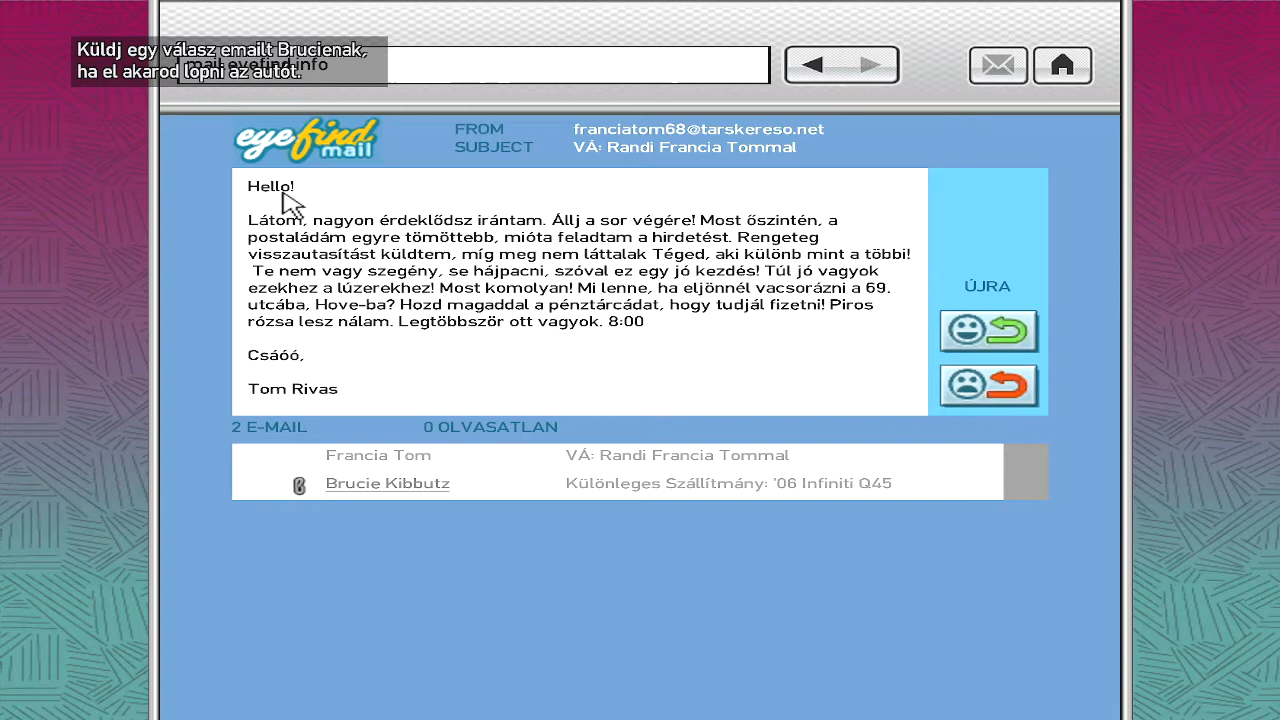 Küldj egy válasz emailt Brucienak,
ha el akarod lopni az autót.
mail.eyefind.info
eyefind
mail
FROM franciatom68@tarskereso.net
SUBJECT VÁ: Randi Francia Tommal
Hello!
Látom, nagyon érdeklődsz irántam. Állj a sor végére! Most őszintén, a
postaládám egyre tömöttebb, mióta feladtam a hirdetést. Rengeteg
visszautasítást küldtem, míg meg nem láttalak Téged, aki különb mint a többi!
Te nem vagy szegény, se hájpacni, szóval ez egy jó kezdés! Túl jó vagyok
ezekhez a lúzerekhez! Most komolyan! Mi lenne, ha eljönnél vacsorázni a 69.
utcába, Hove-ba? Hozd magaddal a pénztárcádat, hogy tudjál fizetni! Piros
rózsa lesz nálam. Legtöbbször ott vagyok. 8:00
Csáóó,
Tom Rivas
ÚJRA
2 E-MAIL 0 OLVASATLAN
Francia Tom VÁ: Randi Francia Tommal
Brucie Kibbutz Különleges Szállítmány: '06 Infiniti Q45